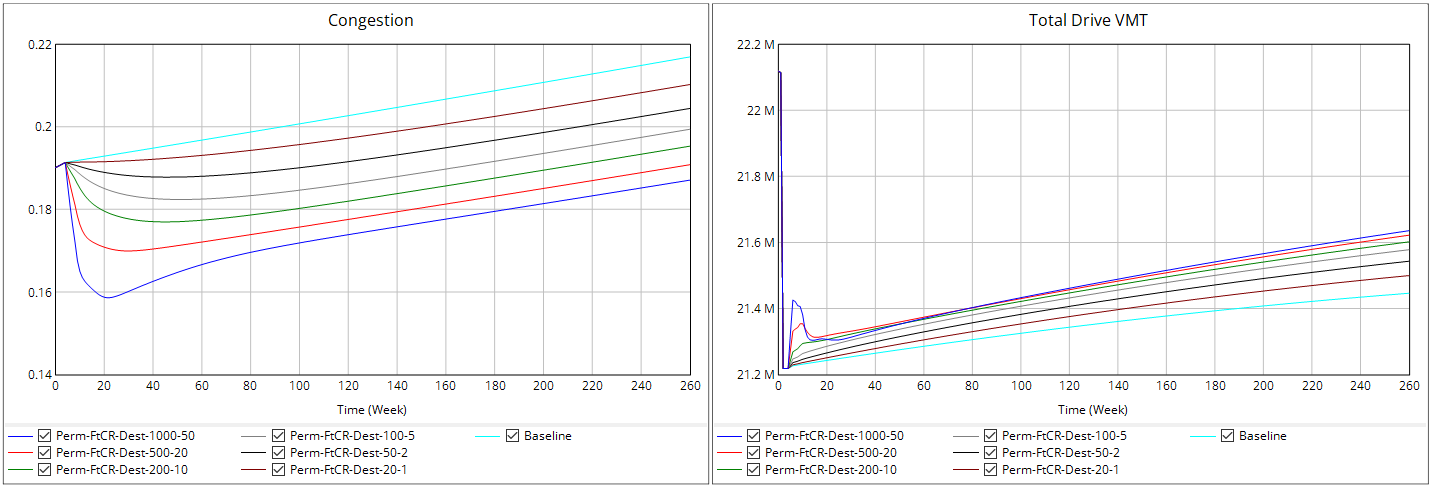 Congestion
0.22
0.2
0.18
0.16
0.14
0 20 40 60 80 100 120 140 160 180 200 220 240 260
Time (Week)
Perm-FtCR-Dest-1000-50 Perm-FtCR-Dest-100-5 Baseline
Perm-FtCR-Dest-500-20 Perm-FtCR-Dest-50-2
Perm-FtCR-Dest-200-10 Perm-FtCR-Dest-20-1
Total Drive VMT
22.2 M
22 M
21.8 M
21.6 M
21.4 M
21.2 M
0 20 40 60 80 100 120 140 160 180 200 220 240 260
Time (Week)
Perm-FtCR-Dest-1000-50 Perm-FtCR-Dest-100-5 Baseline
Perm-FtCR-Dest-500-20 Perm-FtCR-Dest-50-2
Perm-FtCR-Dest-200-10 Perm-FtCR-Dest-20-1